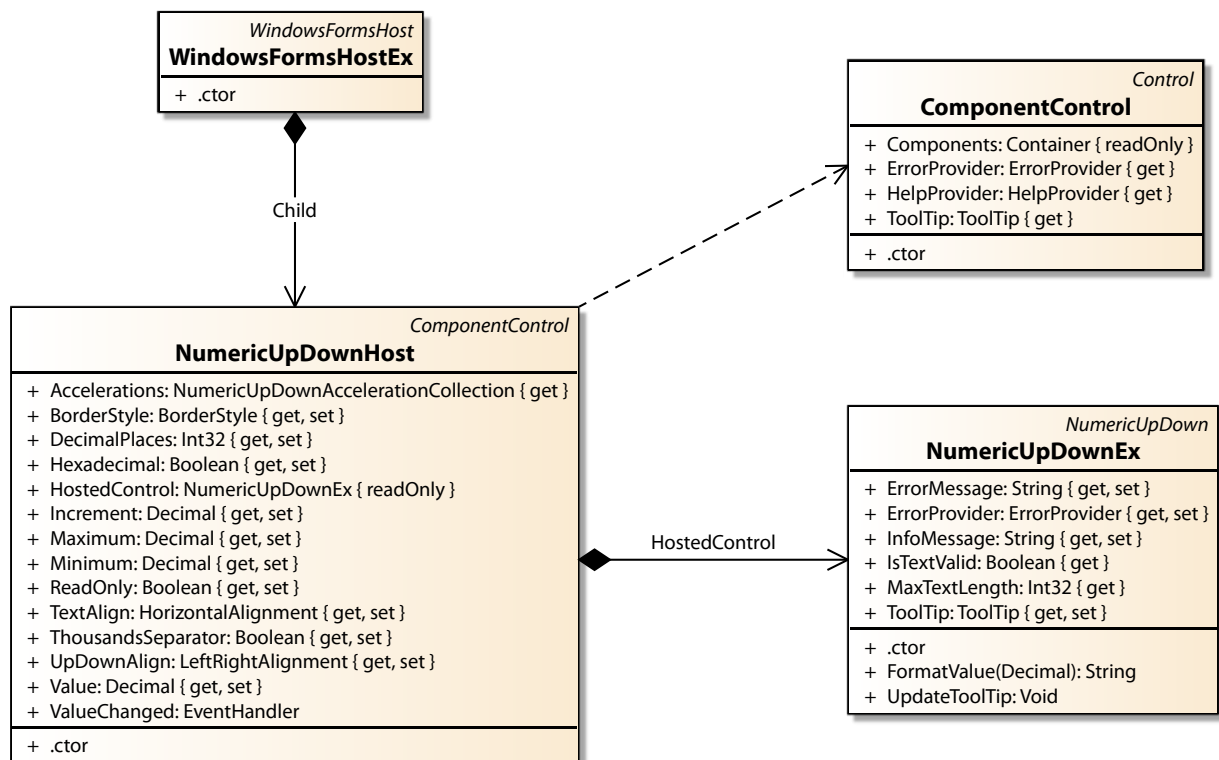 WindowsFormsHost
WindowsFormsHostEx
+ .ctor
Child
Control
ComponentControl
+ Components: Container { readOnly }
+ ErrorProvider: ErrorProvider { get }
+ HelpProvider: HelpProvider { get }
+ ToolTip: ToolTip { get }
+ .ctor
ComponentControl
NumericUpDownHost
+ Accelerations: NumericUpDownAccelerationCollection { get }
+ BorderStyle: BorderStyle { get, set }
+ DecimalPlaces: Int32 { get, set }
+ Hexadecimal: Boolean { get, set }
+ HostedControl: NumericUpDownEx { readOnly }
+ Increment: Decimal { get, set }
+ Maximum: Decimal { get, set }
+ Minimum: Decimal { get, set }
+ ReadOnly: Boolean { get, set }
+ TextAlign: HorizontalAlignment { get, set }
+ ThousandsSeparator: Boolean { get, set }
+ UpDownAlign: LeftRightAlignment { get, set }
+ Value: Decimal { get, set }
+ ValueChanged: EventHandler
+ .ctor
HostedControl
NumericUpDown
NumericUpDownEx
+ ErrorMessage: String { get, set }
+ ErrorProvider: ErrorProvider { get, set }
+ InfoMessage: String { get, set }
+ IsTextValid: Boolean { get }
+ MaxTextLength: Int32 { get }
+ ToolTip: ToolTip { get, set }
+ .ctor
+ FormatValue(Decimal): String
+ UpdateToolTip: Void